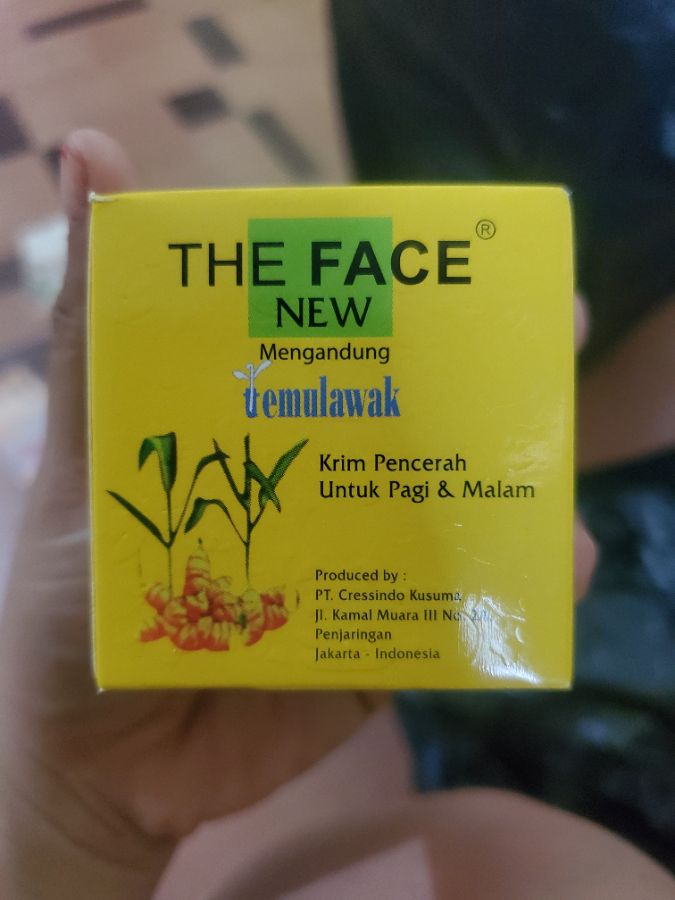 THE FACE®
NEW
Mengandung
temulawak
Krim Pencerah
Untuk Pagi & Malam
Produced by :
PT. Cressindo Kusuma
Jl. Kamal Muara III No.
Penjaringan
Jakarta - Indonesia